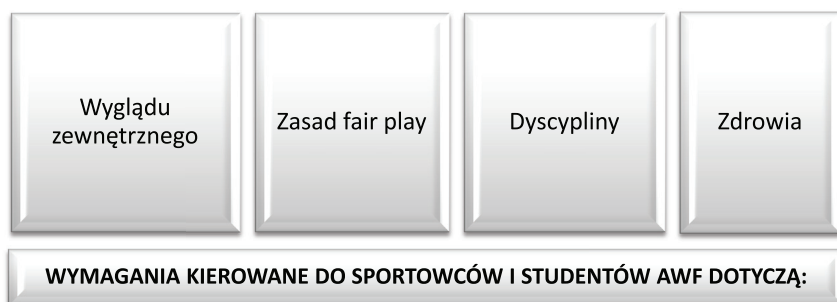 Wyglądu
zewnętrznego
Zasad fair play
Dyscypliny
Zdrowia
WYMAGANIA KIEROWANE DO SPORTOWCÓW I STUDENTÓW AWF DOTYCZĄ: